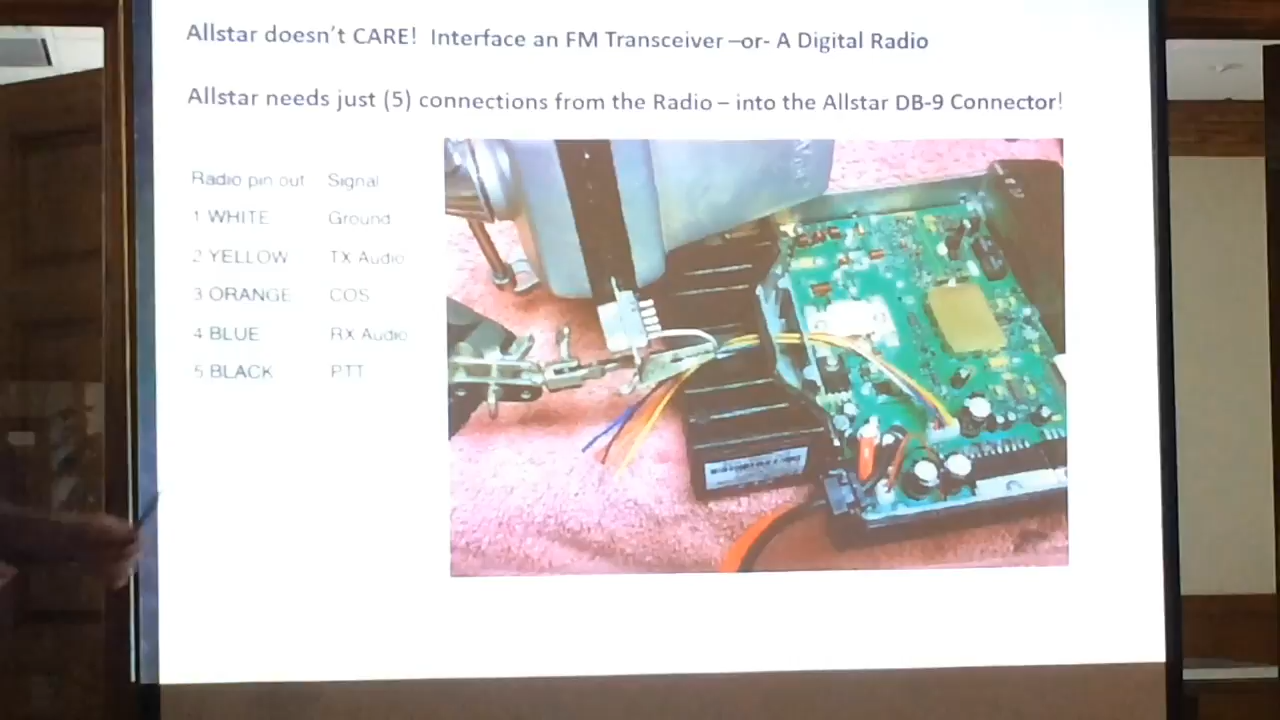 Allstar doesn't CARE! Interface an FM Transceiver –or- A Digital Radio
Allstar needs just (5) connections from the Radio – into the Allstar DB-9 Connector!
Radio pin out Signal
1 WHITE Ground
2 YELLOW TX Audio
3 ORANGE COS
4 BLUE RX Audio
5 BLACK PTT